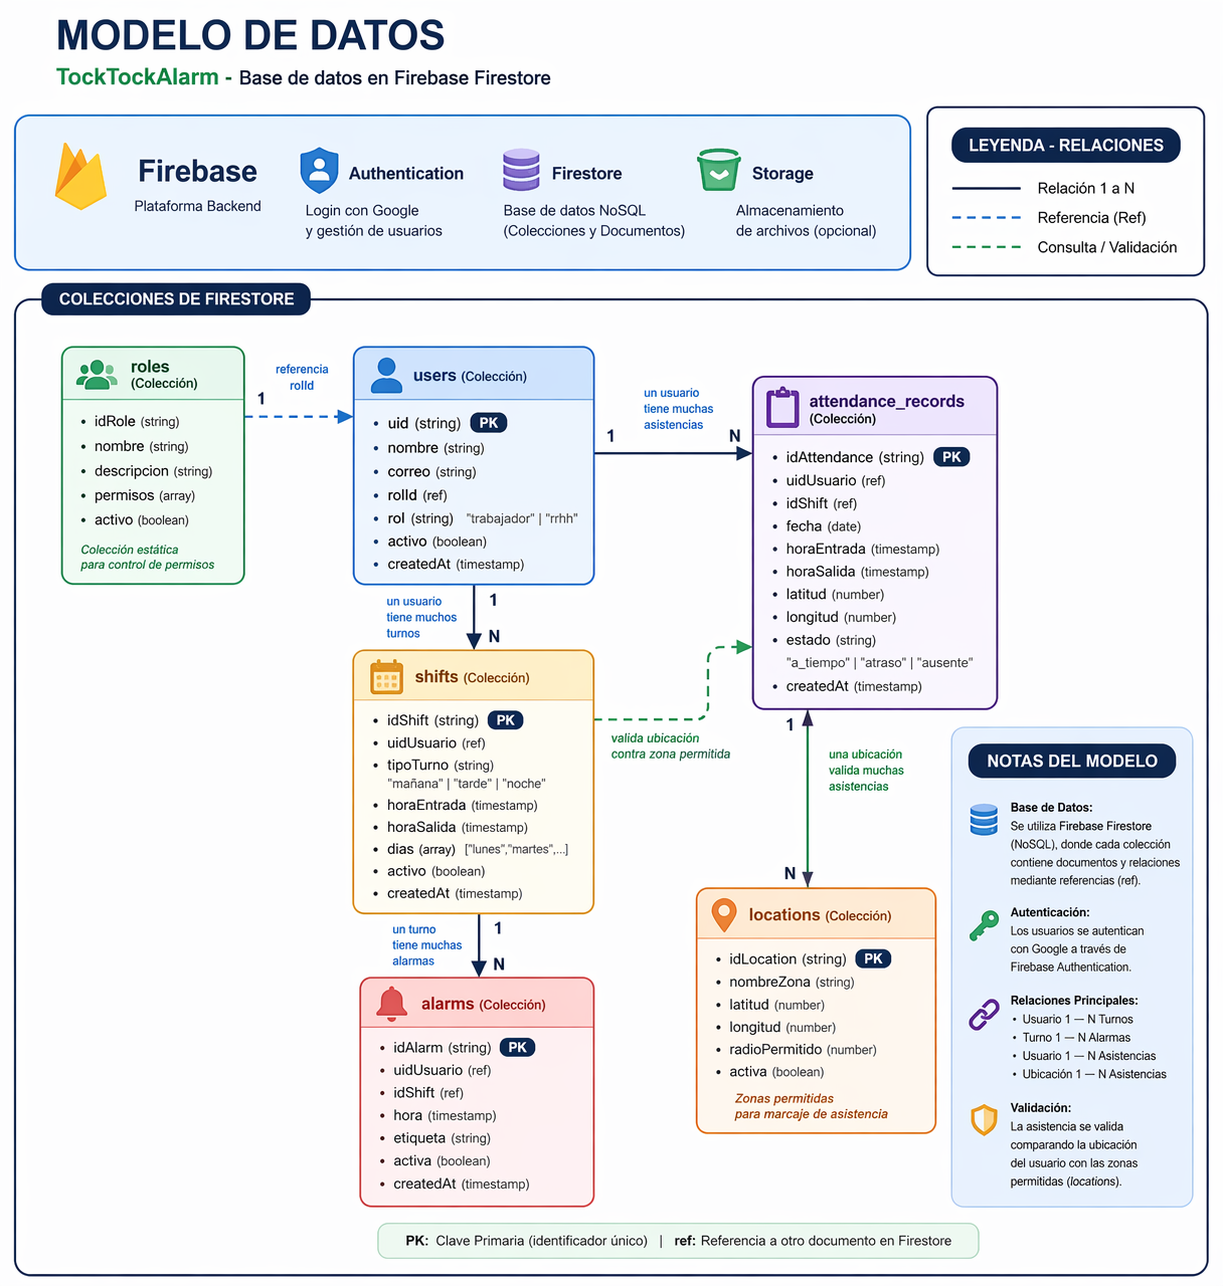 MODELO DE DATOS
TockTockAlarm - Base de datos en Firebase Firestore
Firebase
Plataforma Backend
Authentication
Login con Google
y gestión de usuarios
Firestore
Base de datos NoSQL
(Colecciones y Documentos)
Storage
Almacenamiento
de archivos (opcional)
LEYENDA - RELACIONES
Relación 1 a N
Referencia (Ref)
Consulta / Validación
COLECCIONES DE FIRESTORE
roles
(Colección)
• idRole (string)
• nombre (string)
• descripcion (string)
• permisos (array)
• activo (boolean)
Colección estática
para control de permisos
referencia
rolId
1
users (Colección)
• uid (string) PK
• nombre (string)
• correo (string)
• rolId (ref)
• rol (string) "trabajador" | "rrhh"
• activo (boolean)
• createdAt (timestamp)
un usuario
tiene muchas
asistencias
1 N
attendance_records
(Colección)
• idAttendance (string) PK
• uidUsuario (ref)
• idShift (ref)
• fecha (date)
• horaEntrada (timestamp)
• horaSalida (timestamp)
• latitud (number)
• longitud (number)
• estado (string)
"a_tiempo" | "atraso" | "ausente"
• createdAt (timestamp)
un usuario
tiene muchos
turnos
1
N
shifts (Colección)
• idShift (string) PK
• uidUsuario (ref)
• tipoTurno (string)
"mañana" | "tarde" | "noche"
• horaEntrada (timestamp)
• horaSalida (timestamp)
• dias (array) ["lunes","martes",...]
• activo (boolean)
• createdAt (timestamp)
valida ubicación
contra zona permitida
1
una ubicación
valida muchas
asistencias
N
un turno
tiene muchas
alarmas
1
N
alarms (Colección)
• idAlarm (string) PK
• uidUsuario (ref)
• idShift (ref)
• hora (timestamp)
• etiqueta (string)
• activa (boolean)
• createdAt (timestamp)
locations (Colección)
• idLocation (string) PK
• nombreZona (string)
• latitud (number)
• longitud (number)
• radioPermitido (number)
• activa (boolean)
Zonas permitidas
para marcaje de asistencia
NOTAS DEL MODELO
Base de Datos:
Se utiliza Firebase Firestore
(NoSQL), donde cada colección
contiene documentos y relaciones
mediante referencias (ref).
Autenticación:
Los usuarios se autentican
con Google a través de
Firebase Authentication.
Relaciones Principales:
• Usuario 1 — N Turnos
• Turno 1 — N Alarmas
• Usuario 1 — N Asistencias
• Ubicación 1 — N Asistencias
Validación:
La asistencia se valida
comparando la ubicación
del usuario con las zonas
permitidas (locations).
PK: Clave Primaria (identificador único) | ref: Referencia a otro documento en Firestore